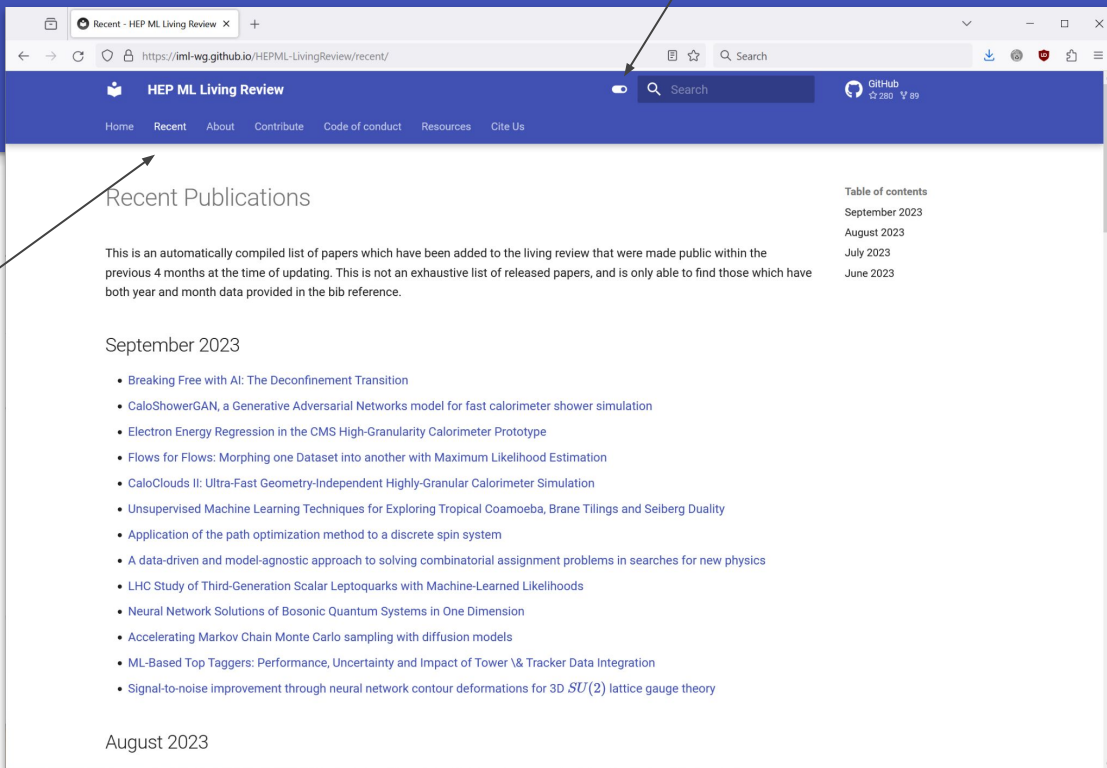 Recent - HEP ML Living Review
https://iml-wg.github.io/HEPML-LivingReview/recent/
Search
HEP ML Living Review
Search
GitHub
280 89
Home Recent About Contribute Code of conduct Resources Cite Us
Recent Publications
Table of contents
September 2023
August 2023
July 2023
June 2023
This is an automatically compiled list of papers which have been added to the living review that were made public within the
previous 4 months at the time of updating. This is not an exhaustive list of released papers, and is only able to find those which have
both year and month data provided in the bib reference.
September 2023
• Breaking Free with AI: The Deconfinement Transition
• CaloShowerGAN, a Generative Adversarial Networks model for fast calorimeter shower simulation
• Electron Energy Regression in the CMS High-Granularity Calorimeter Prototype
• Flows for Flows: Morphing one Dataset into another with Maximum Likelihood Estimation
• CaloClouds II: Ultra-Fast Geometry-Independent Highly-Granular Calorimeter Simulation
• Unsupervised Machine Learning Techniques for Exploring Tropical Coamoeba, Brane Tilings and Seiberg Duality
• Application of the path optimization method to a discrete spin system
• A data-driven and model-agnostic approach to solving combinatorial assignment problems in searches for new physics
• LHC Study of Third-Generation Scalar Leptoquarks with Machine-Learned Likelihoods
• Neural Network Solutions of Bosonic Quantum Systems in One Dimension
• Accelerating Markov Chain Monte Carlo sampling with diffusion models
• ML-Based Top Taggers: Performance, Uncertainty and Impact of Tower \& Tracker Data Integration
• Signal-to-noise improvement through neural network contour deformations for 3D SU(2) lattice gauge theory
August 2023